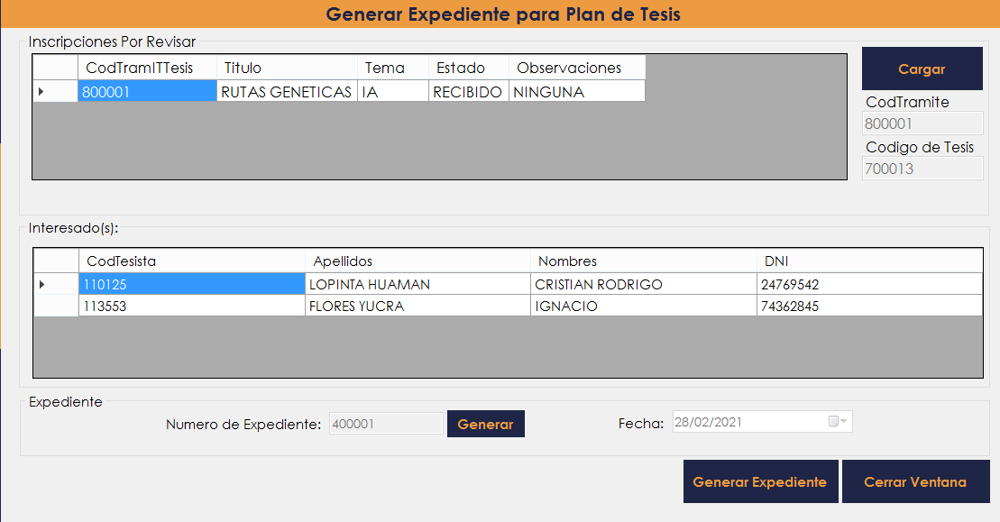 Generar Expediente para Plan de Tesis
Inscripciones Por Revisar
CodTramITTesis Titulo Tema Estado Observaciones
800001 RUTAS GENETICAS IA RECIBIDO NINGUNA
Cargar
CodTramite
800001
Codigo de Tesis
700013
Interesado(s):
CodTesista Apellidos Nombres DNI
110125 LOPINTA HUAMAN CRISTIAN RODRIGO 24769542
113553 FLORES YUCRA IGNACIO 74362845
Expediente
Numero de Expediente: 400001 Generar Fecha: 28/02/2021
Generar Expediente Cerrar Ventana